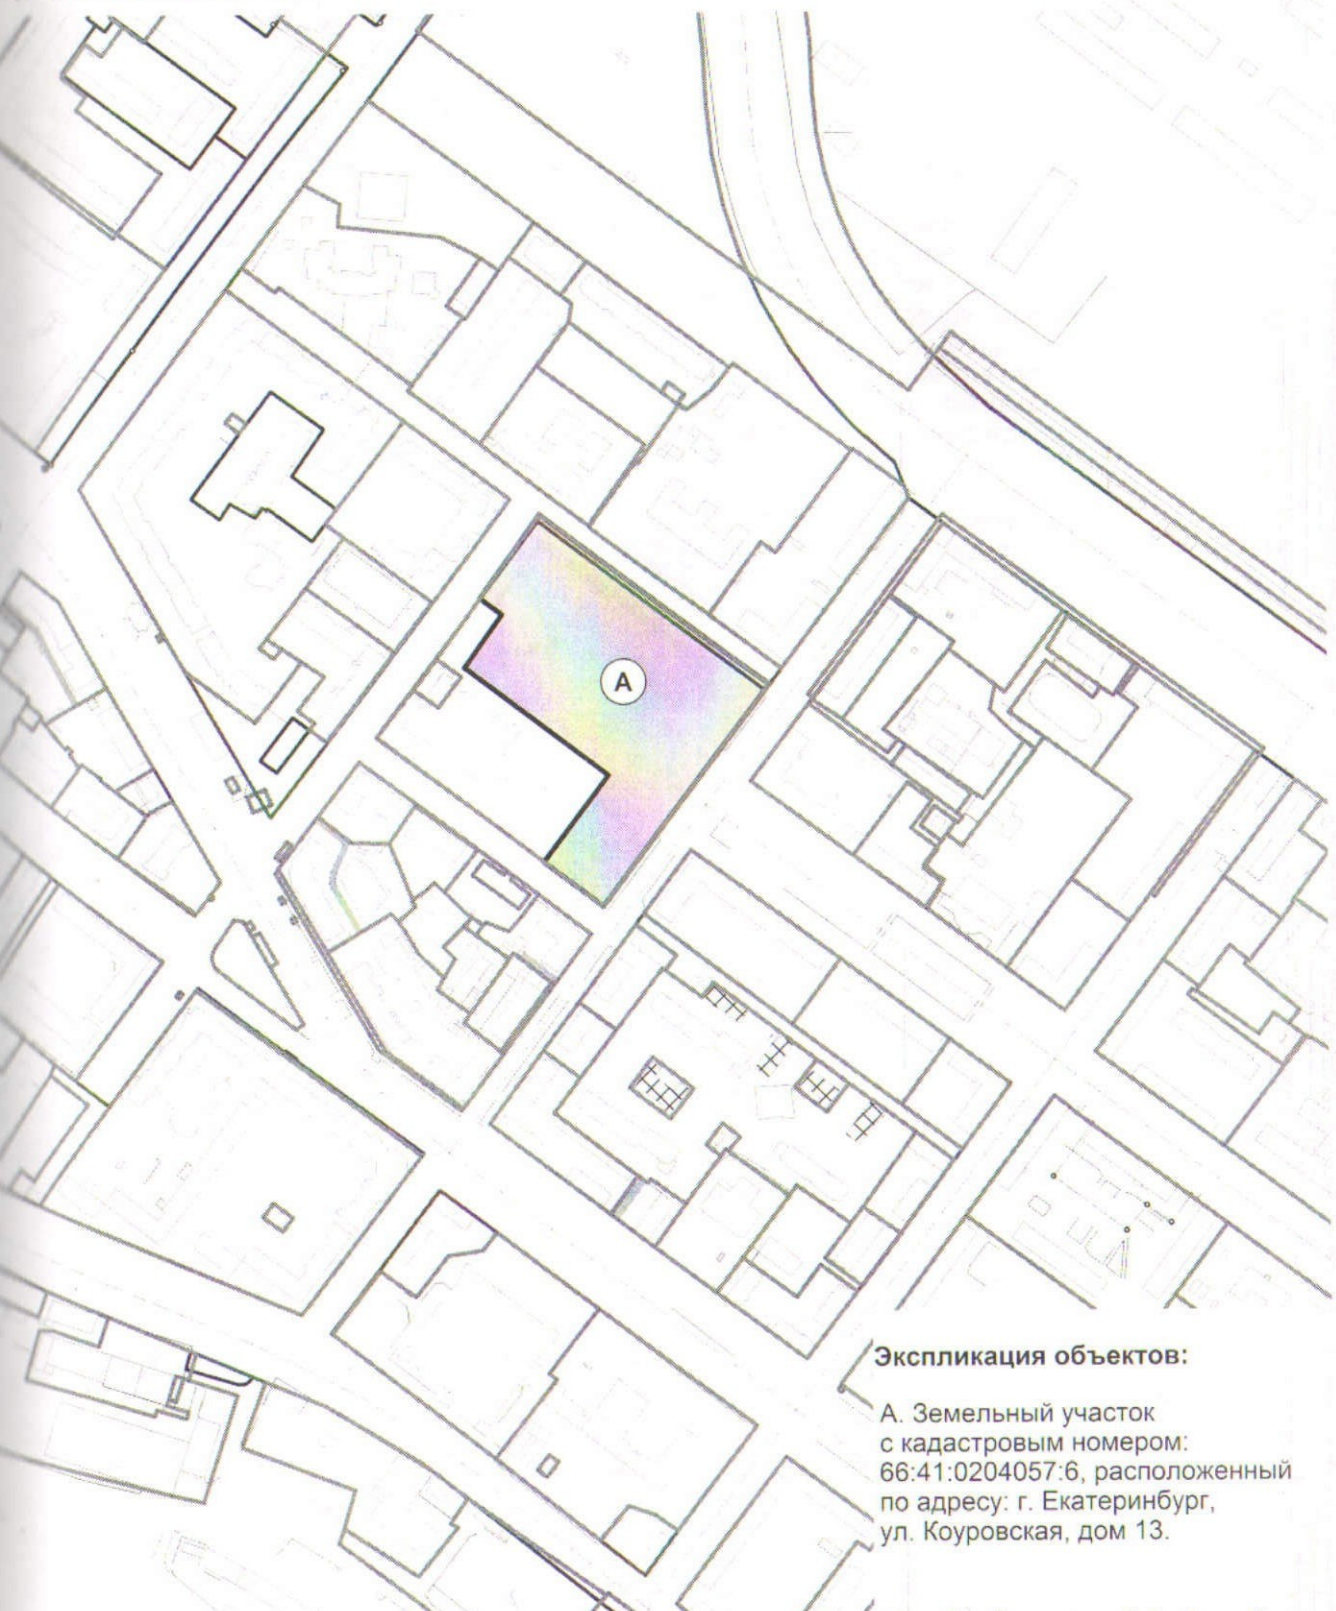 А
Экспликация объектов:
А. Земельный участок
с кадастровым номером:
66:41:0204057:6, расположенный
по адресу: г. Екатеринбург,
ул. Коуровская, дом 13.